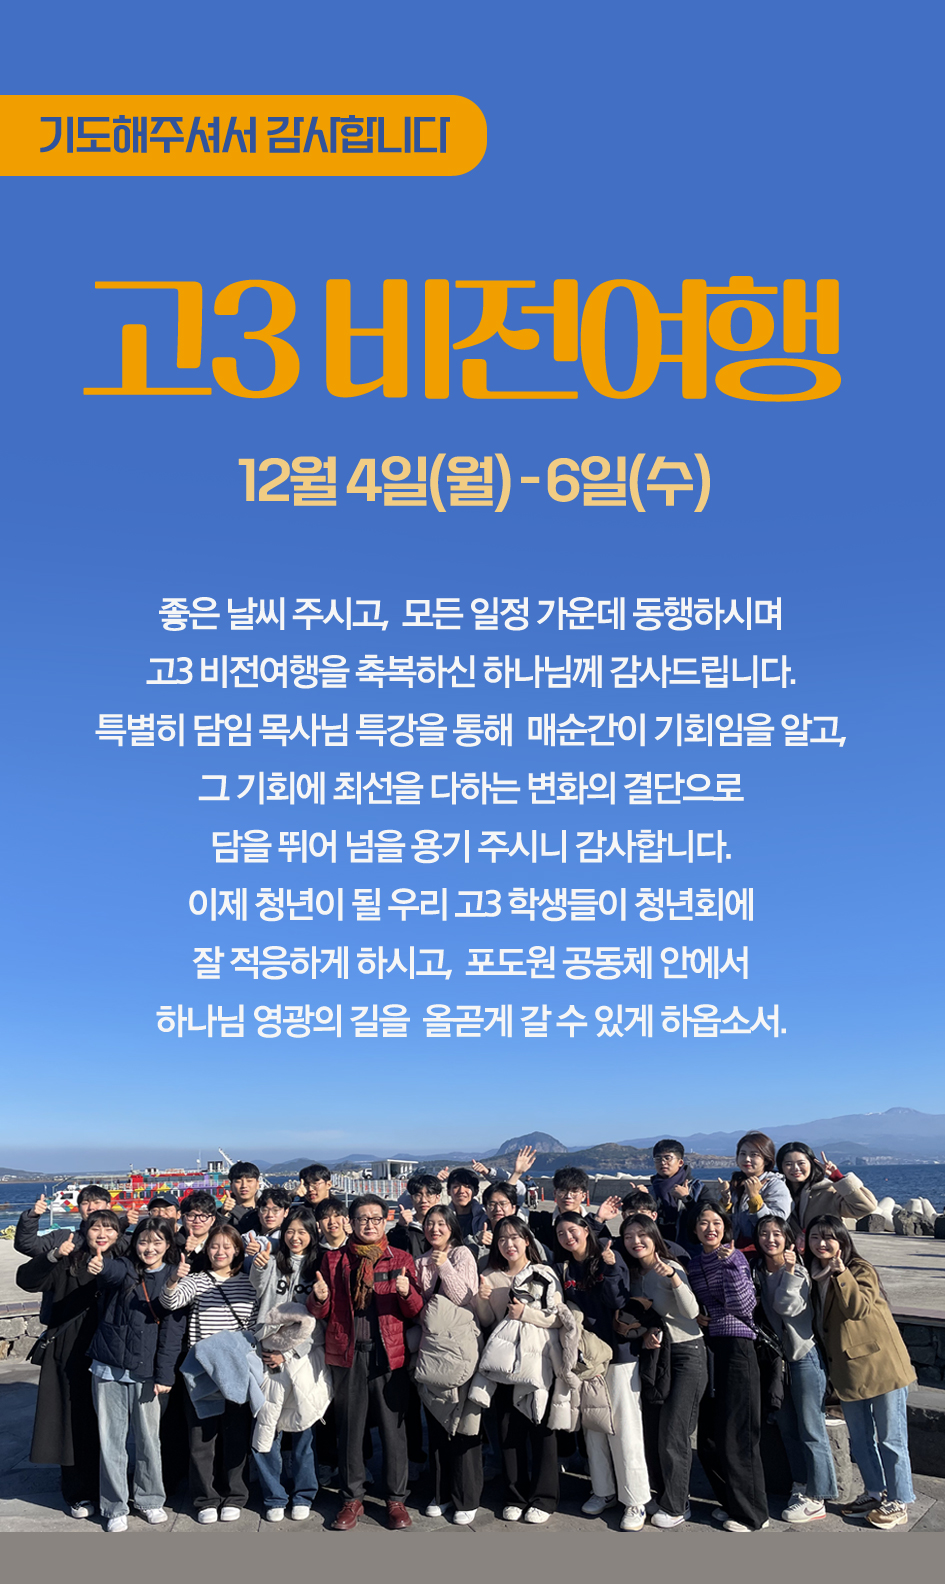 기도해주셔서 감사합니다
고3 비전여행
12월 4일(월) - 6일(수)
좋은 날씨 주시고, 모든 일정 가운데 동행하시며
고3 비전여행을 축복하신 하나님께 감사드립니다.
특별히 담임 목사님 특강을 통해 매순간이 기회임을 알고,
그 기회에 최선을 다하는 변화의 결단으로
담을 뛰어 넘을 용기 주시니 감사합니다.
이제 청년이 될 우리 고3 학생들이 청년회에
잘 적응하게 하시고, 포도원 공동체 안에서
하나님 영광의 길을 올곧게 갈 수 있게 하옵소서.